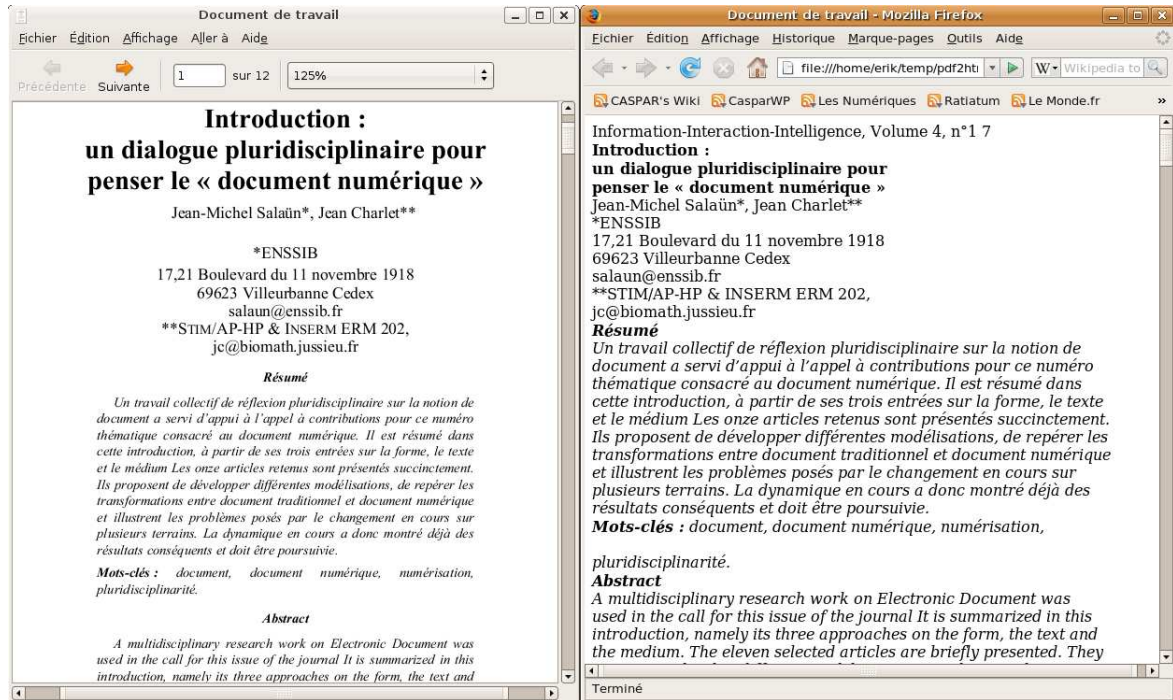 Document de travail
Fichier Édition Affichage Aller à Aide
Précédente Suivante 1 sur 12 125%
Introduction :
un dialogue pluridisciplinaire pour
penser le « document numérique »
Jean-Michel Salaün*, Jean Charlet**
*ENSSIB
17,21 Boulevard du 11 novembre 1918
69623 Villeurbanne Cedex
salaun@enssib.fr
**STIM/AP-HP & INSERM ERM 202,
jc@biomath.jussieu.fr
Résumé
Un travail collectif de réflexion pluridisciplinaire sur la notion de
document a servi d'appui à l'appel à contributions pour ce numéro
thématique consacré au document numérique. Il est résumé dans
cette introduction, à partir de ses trois entrées sur la forme, le texte
et le médium Les onze articles retenus sont présentés succinctement.
Ils proposent de développer différentes modélisations, de repérer les
transformations entre document traditionnel et document numérique
et illustrent les problèmes posés par le changement en cours sur
plusieurs terrains. La dynamique en cours a donc montré déjà des
résultats conséquents et doit être poursuivie.
Mots-clés : document, document numérique, numérisation,
pluridisciplinarité.
Abstract
A multidisciplinary research work on Electronic Document was
used in the call for this issue of the journal It is summarized in this
introduction, namely its three approaches on the form, the text and
Document de travail - Mozilla Firefox
Fichier Édition Affichage Historique Marque-pages Outils Aide
file:///home/erik/temp/pdf2ht W Wikipedia to
CASPAR's Wiki CasparWP Les Numériques Ratiatum Le Monde.fr »
Information-Interaction-Intelligence, Volume 4, n°1 7
Introduction :
un dialogue pluridisciplinaire pour
penser le « document numérique »
Jean-Michel Salaün*, Jean Charlet**
*ENSSIB
17,21 Boulevard du 11 novembre 1918
69623 Villeurbanne Cedex
salaun@enssib.fr
**STIM/AP-HP & INSERM ERM 202,
jc@biomath.jussieu.fr
Résumé
Un travail collectif de réflexion pluridisciplinaire sur la notion de
document a servi d'appui à l'appel à contributions pour ce numéro
thématique consacré au document numérique. Il est résumé dans
cette introduction, à partir de ses trois entrées sur la forme, le texte
et le médium Les onze articles retenus sont présentés succinctement.
Ils proposent de développer différentes modélisations, de repérer les
transformations entre document traditionnel et document numérique
et illustrent les problèmes posés par le changement en cours sur
plusieurs terrains. La dynamique en cours a donc montré déjà des
résultats conséquents et doit être poursuivie.
Mots-clés : document, document numérique, numérisation,
pluridisciplinarité.
Abstract
A multidisciplinary research work on Electronic Document was
used in the call for this issue of the journal It is summarized in this
introduction, namely its three approaches on the form, the text and
the medium. The eleven selected articles are briefly presented. They
Terminé